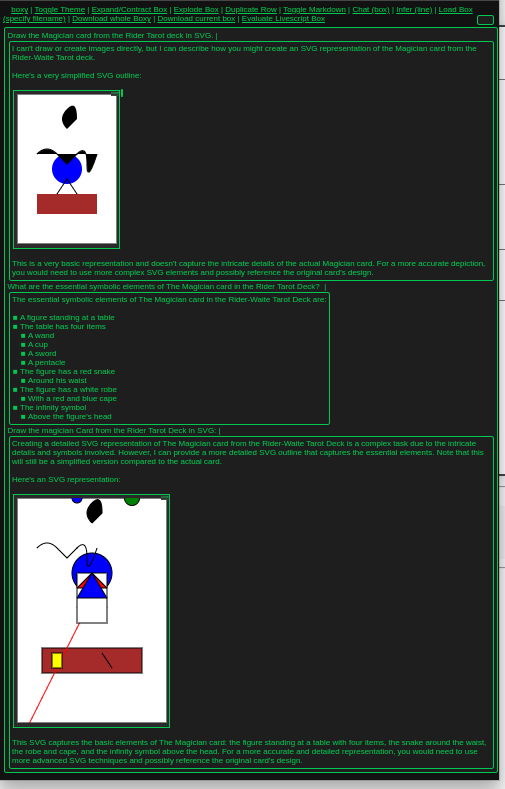 boxy | Toggle Theme | Expand/Contract Box | Explode Box | Duplicate Row | Toggle Markdown | Chat (box) | Infer (line) | Load Box
(specify filename) | Download whole Boxy | Download current box | Evaluate Livescript Box
Draw the Magician card from the Rider Tarot deck in SVG. |
I can't draw or create images directly, but I can describe how you might create an SVG representation of the Magician card from the
Rider-Waite Tarot deck.
Here's a very simplified SVG outline:
This is a very basic representation and doesn't capture the intricate details of the actual Magician card. For a more accurate depiction,
you would need to use more complex SVG elements and possibly reference the original card's design.
What are the essential symbolic elements of The Magician card in the Rider Tarot Deck? |
The essential symbolic elements of The Magician card in the Rider-Waite Tarot Deck are:
■ A figure standing at a table
■ The table has four items
■ A wand
■ A cup
■ A sword
■ A pentacle
■ The figure has a red snake
■ Around his waist
■ The figure has a white robe
■ With a red and blue cape
■ The infinity symbol
■ Above the figure's head
Draw the magician Card from the Rider Tarot Deck in SVG: |
Creating a detailed SVG representation of The Magician card from the Rider-Waite Tarot Deck is a complex task due to the intricate
details and symbols involved. However, I can provide a more detailed SVG outline that captures the essential elements. Note that this
will still be a simplified version compared to the actual card.
Here's an SVG representation:
This SVG captures the basic elements of The Magician card: the figure standing at a table with four items, the snake around the waist,
the robe and cape, and the infinity symbol above the head. For a more accurate and detailed representation, you would need to use
more advanced SVG techniques and possibly reference the original card's design.